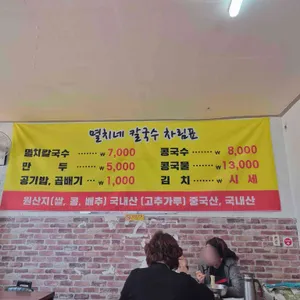 멸치네 칼국수 차림표
멸치칼국수 ······· ₩ 7,000 콩국수 ······· ₩ 8,000
만 두 ······· ₩ 5,000 콩국물 ······· ₩ 13,000
공기밥, 곱배기 ···· ₩ 1,000 김 치 ······· ₩ 시 세
원산지(쌀, 콩, 배추) 국내산 (고추가루) 중국산, 국내산